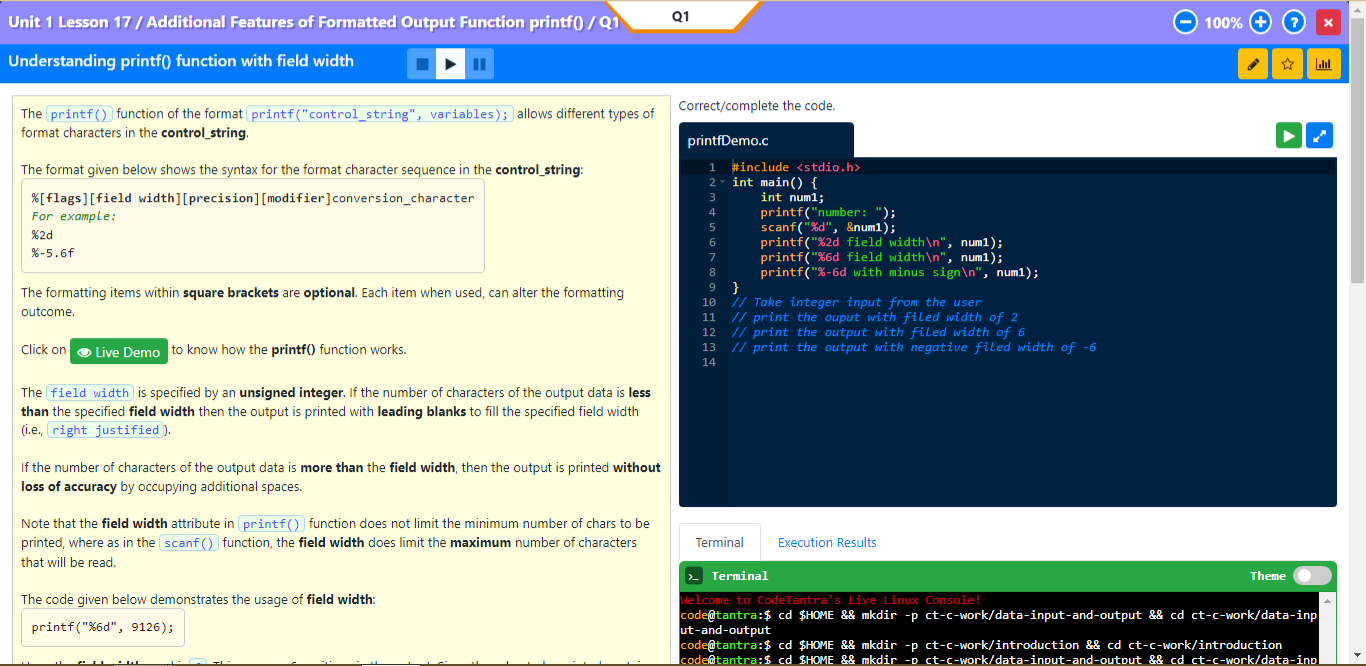 Unit 1 Lesson 17 / Additional Features of Formatted Output Function printf() / Q1
Q1
100%
Understanding printf() function with field width
The printf() function of the format printf("control_string", variables); allows different types of
format characters in the control_string.
The format given below shows the syntax for the format character sequence in the control_string:
%[flags][field width][precision][modifier]conversion_character
For example:
%2d
%-5.6f
The formatting items within square brackets are optional. Each item when used, can alter the formatting
outcome.
Click on Live Demo to know how the printf() function works.
The field width is specified by an unsigned integer. If the number of characters of the output data is less
than the specified field width then the output is printed with leading blanks to fill the specified field width
(i.e., right justified).
If the number of characters of the output data is more than the field width, then the output is printed without
loss of accuracy by occupying additional spaces.
Note that the field width attribute in printf() function does not limit the minimum number of chars to be
printed, where as in the scanf() function, the field width does limit the maximum number of characters
that will be read.
The code given below demonstrates the usage of field width:
printf("%6d", 9126);
Correct/complete the code.
printfDemo.c
1 #include <stdio.h>
2 int main() {
3 int num1;
4 printf("number: ");
5 scanf("%d", &num1);
6 printf("%2d field width\n", num1);
7 printf("%6d field width\n", num1);
8 printf("%-6d with minus sign\n", num1);
9 }
10 // Take integer input from the user
11 // print the ouput with filed width of 2
12 // print the output with filed width of 6
13 // print the output with negative filed width of -6
14
Terminal Execution Results
Terminal Theme
Welcome to CodeTantra's Live Linux Console!
code@tantra:$ cd $HOME && mkdir -p ct-c-work/data-input-and-output && cd ct-c-work/data-inp
ut-and-output
code@tantra:$ cd $HOME && mkdir -p ct-c-work/introduction && cd ct-c-work/introduction
code@tantra:$ cd $HOME && mkdir -p ct-c-work/data-input-and-output && cd ct-c-work/data-inp